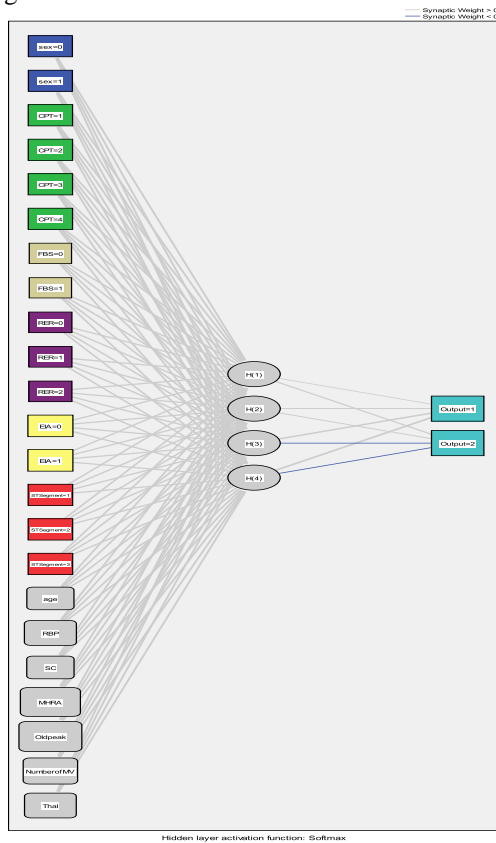 Synaptic Weight > 0
Synaptic Weight < 0
sex=0
sex=1
CPT=1
CPT=2
CPT=3
CPT=4
FBS=0
FBS=1
RER=0
RER=1
RER=2
EIA=0
EIA=1
STSegment=1
STSegment=2
STSegment=3
age
RBP
SC
MHRA
Oldpeak
NumberofMV
Thal
H(1)
H(2)
H(3)
H(4)
Output=1
Output=2
Hidden layer activation function: Softmax